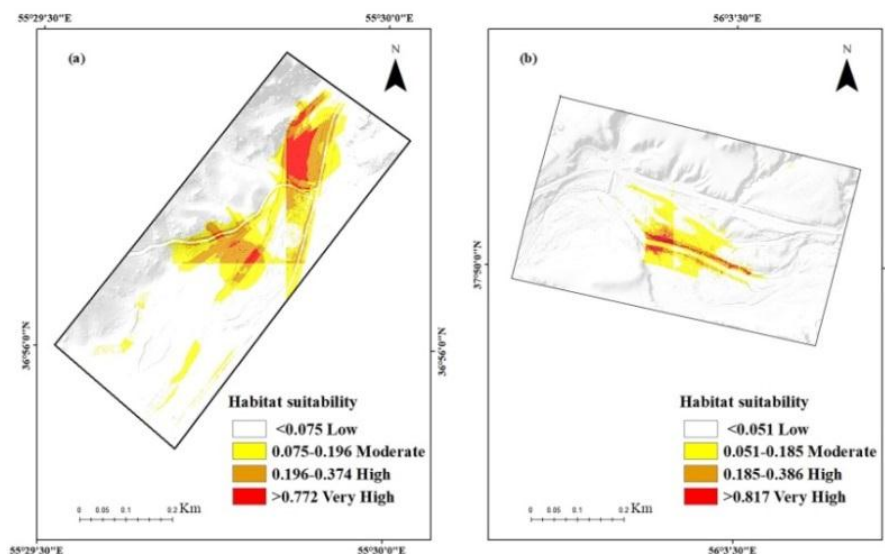 55°29'30"E 55°30'0"E
(a)
N
36°56'0"N
36°56'0"N
Habitat suitability
<0.075 Low
0.075-0.196 Moderate
0.196-0.374 High
>0.772 Very High
0 0.05 0.1 0.2 Km
55°29'30"E 55°30'0"E
56°3'30"E
(b)
N
37°50'0"N
Habitat suitability
<0.051 Low
0.051-0.185 Moderate
0.185-0.386 High
>0.817 Very High
0 0.05 0.1 0.2 Km
56°3'30"E